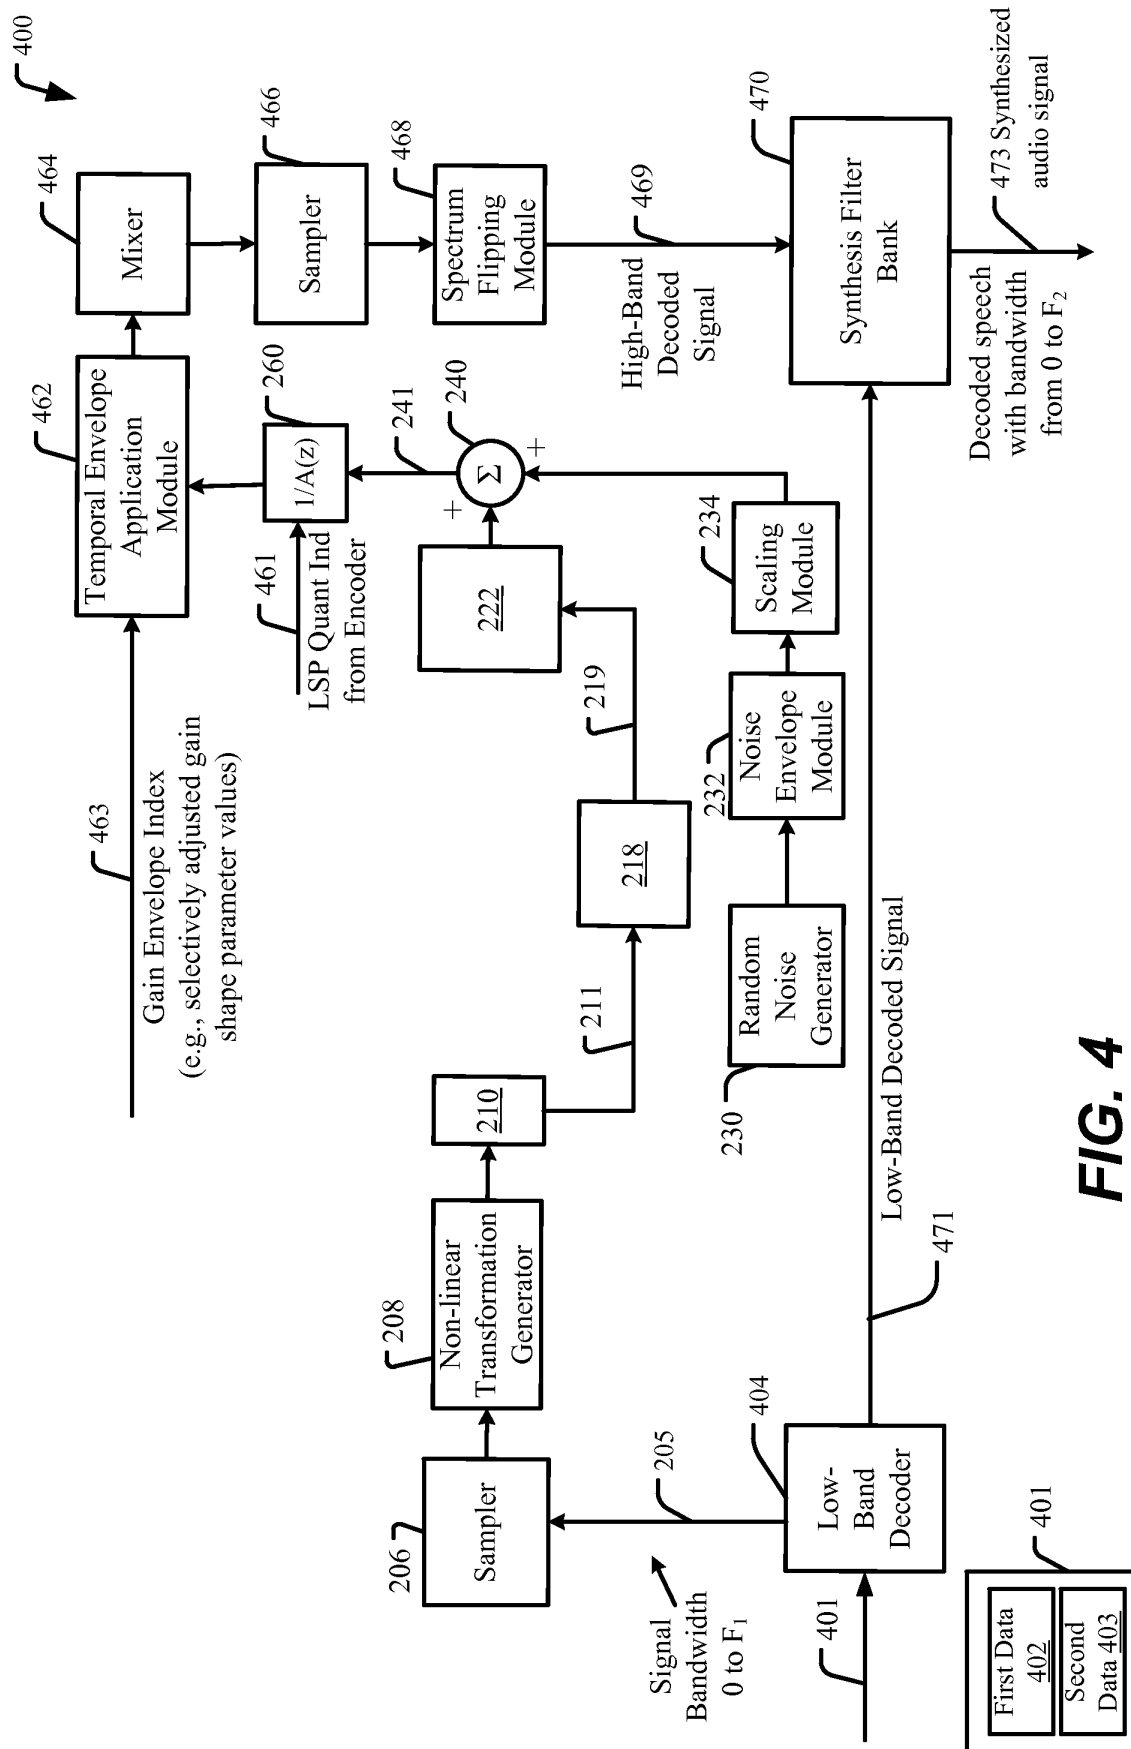 400
463
Gain Envelope Index
(e.g., selectively adjusted gain
shape parameter values)
462
Temporal Envelope
Application
Module
464
Mixer
466
Sampler
468
Spectrum
Flipping
Module
461
LSP Quant Ind
from Encoder
260
1/A(z)
241
240
Σ
+
+
206
Sampler
208
Non-linear
Transformation
Generator
210
211
218
219
222
High-Band
Decoded
Signal
469
Signal
Bandwidth
0 to F1
205
230
Random
Noise
Generator
232
Noise
Envelope
Module
234
Scaling
Module
401
404
Low-
Band
Decoder
471
Low-Band Decoded Signal
470
Synthesis Filter
Bank
Decoded speech
with bandwidth
from 0 to F2
473 Synthesized
audio signal
401
First Data
402
Second
Data 403
FIG. 4